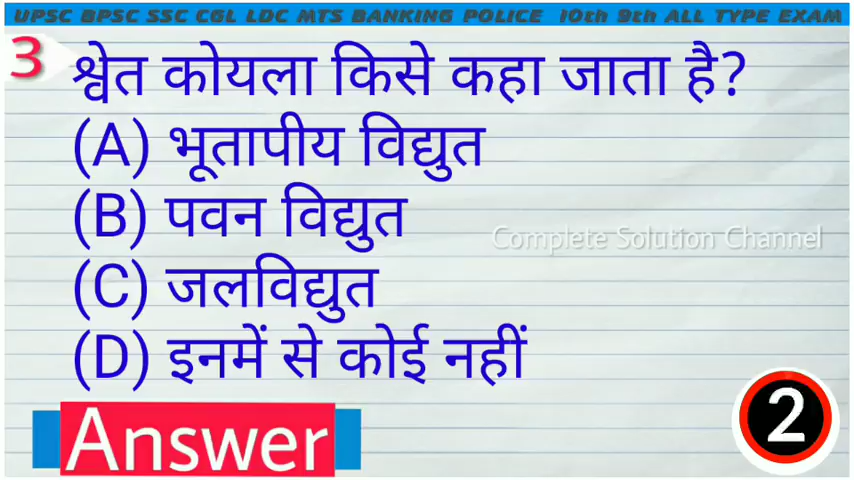 UPSC BPSC SSC CGL LDC MTS BANKING POLICE 10th 9th ALL TYPE EXAM
3 श्वेत कोयला किसे कहा जाता है?
(A) भूतापीय विद्युत
(B) पवन विद्युत
Complete Solution Channel
(C) जलविद्युत
(D) इनमें से कोई नहीं
Answer
2